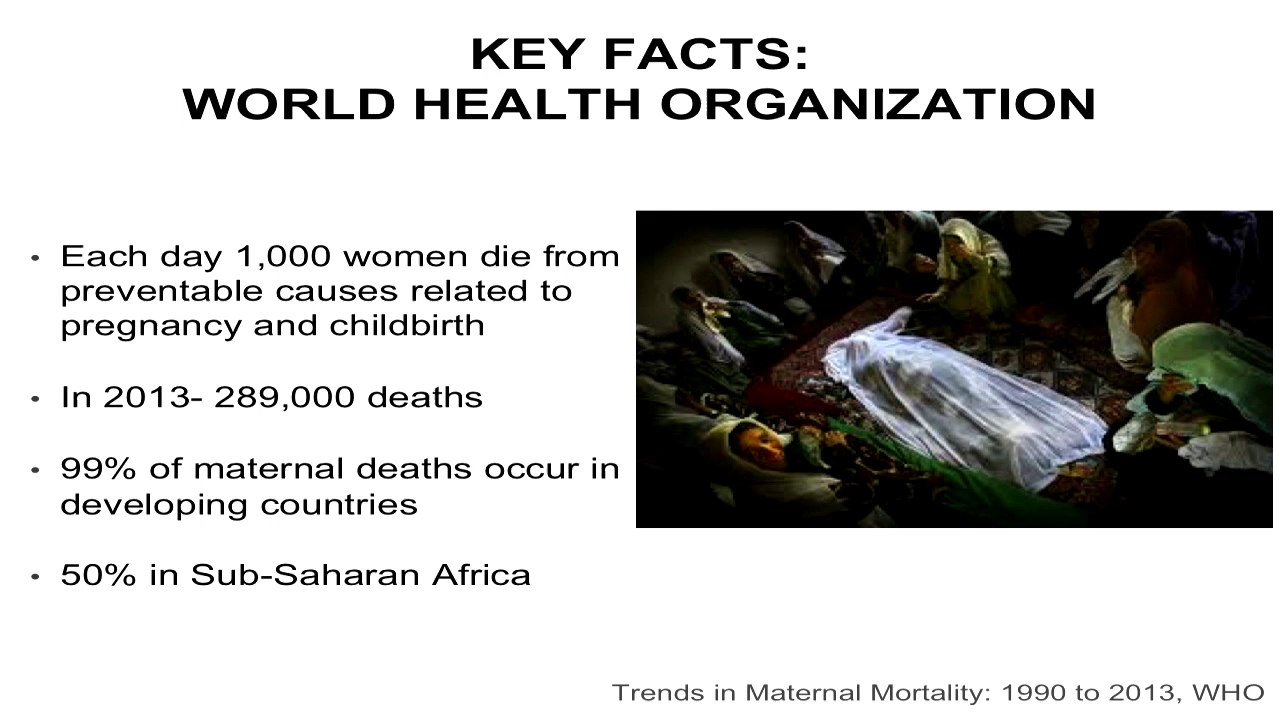 KEY FACTS:
WORLD HEALTH ORGANIZATION
• Each day 1,000 women die from
preventable causes related to
pregnancy and childbirth
• In 2013- 289,000 deaths
• 99% of maternal deaths occur in
developing countries
• 50% in Sub-Saharan Africa
Trends in Maternal Mortality: 1990 to 2013, WHO